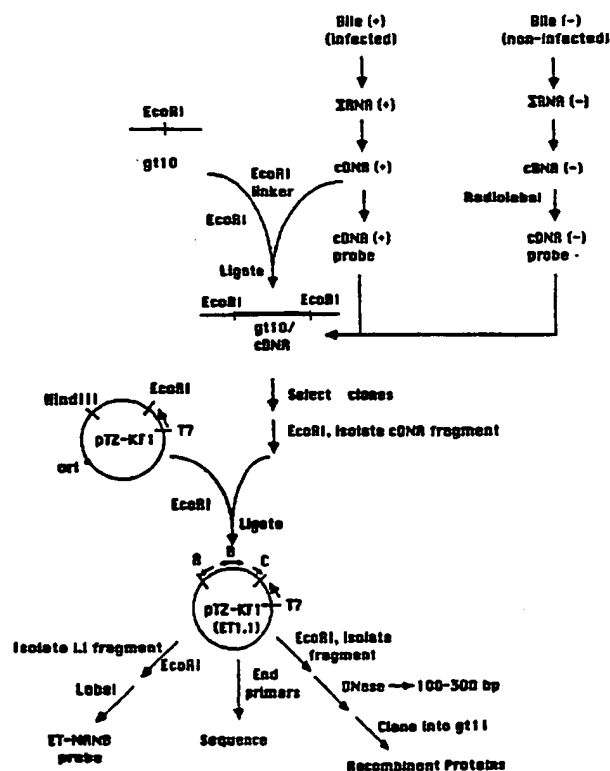 Bile (+)
(infected)
Bile (-)
(non-infected)
EcoRI
ΣRNA (+)
ΣRNA (-)
gt10
EcoRI
linker
cDNA (+)
cDNA (-)
EcoRI
Radiolabel
cDNA (+)
probe
cDNA (-)
probe -
Ligate
EcoRI
EcoRI
gt10/
cDNA
Select clones
HindIII
EcoRI
EcoRI, Isolate cDNA fragment
pTZ-KF1
T7
ori
EcoRI
Ligate
A
B
C
pTZ-KF1
(ET1.1)
T7
Isolate 1.1 fragment
EcoRI
EcoRI, Isolate
fragment
Label
End
primers
DNase → 100-300 bp
Clone into gt11
ET-NANB
probe
Sequence
Recombinant Proteins